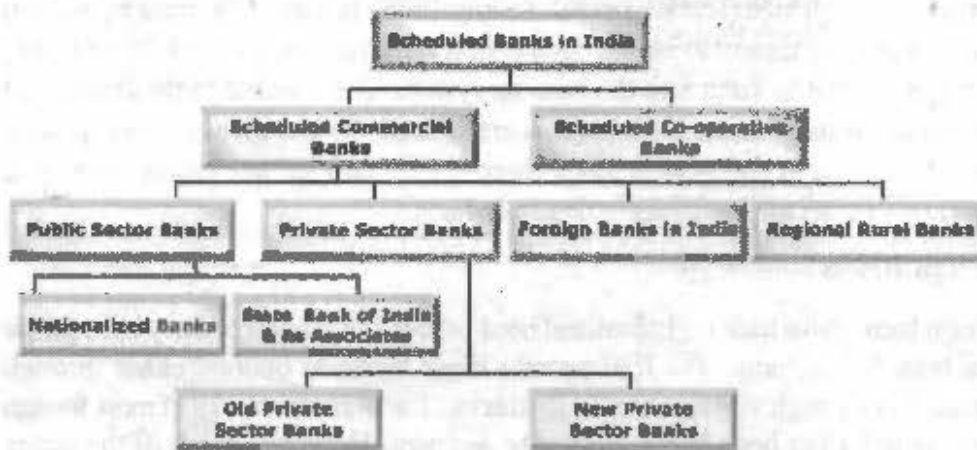 Scheduled Banks in India
Scheduled Commercial
Banks
Scheduled Co-operative
Banks
Public Sector Banks
Private Sector Banks
Foreign Banks in India
Regional Rural Banks
Nationalized Banks
State Bank of India
& its Associates
Old Private
Sector Banks
New Private
Sector Banks